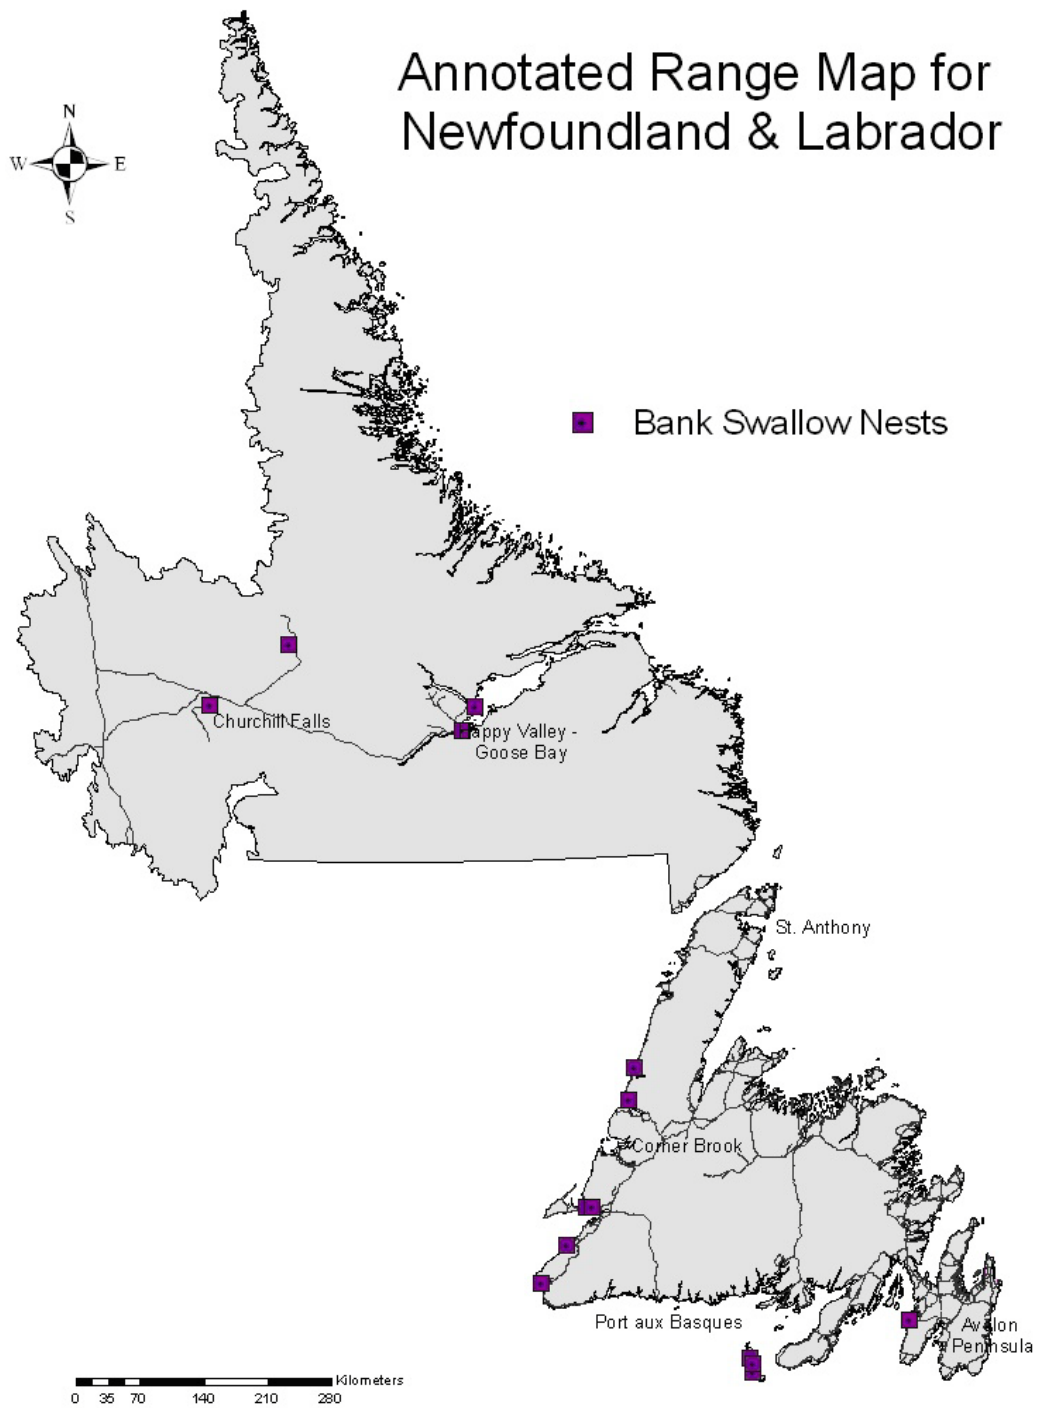 Annotated Range Map for
Newfoundland & Labrador
N
W E
S
Bank Swallow Nests
Churchill Falls
Happy Valley -
Goose Bay
St. Anthony
Corner Brook
Port aux Basques
Avalon
Peninsula
Kilometers
0 35 70 140 210 280